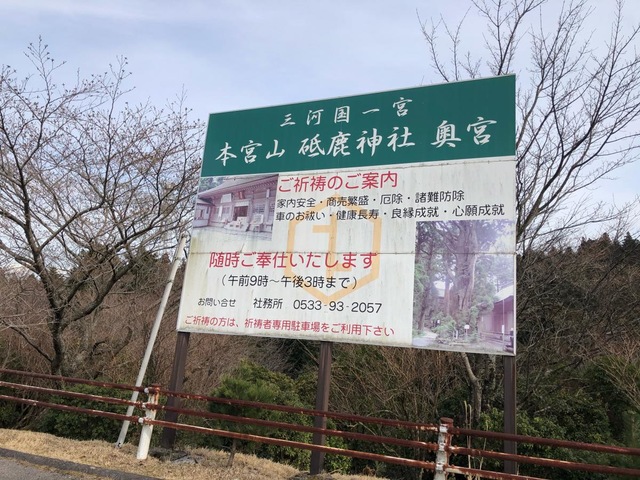 三河国一宮
本宮山 砥鹿神社 奥宮
ご祈祷のご案内
家内安全・商売繁盛・厄除・諸難防除
車のお祓い・健康長寿・良縁成就・心願成就
随時ご奉仕いたします
(午前9時～午後3時まで)
お問い合せ 社務所 0533-93-2057
ご祈祷の方は、祈祷者専用駐車場をご利用下さい